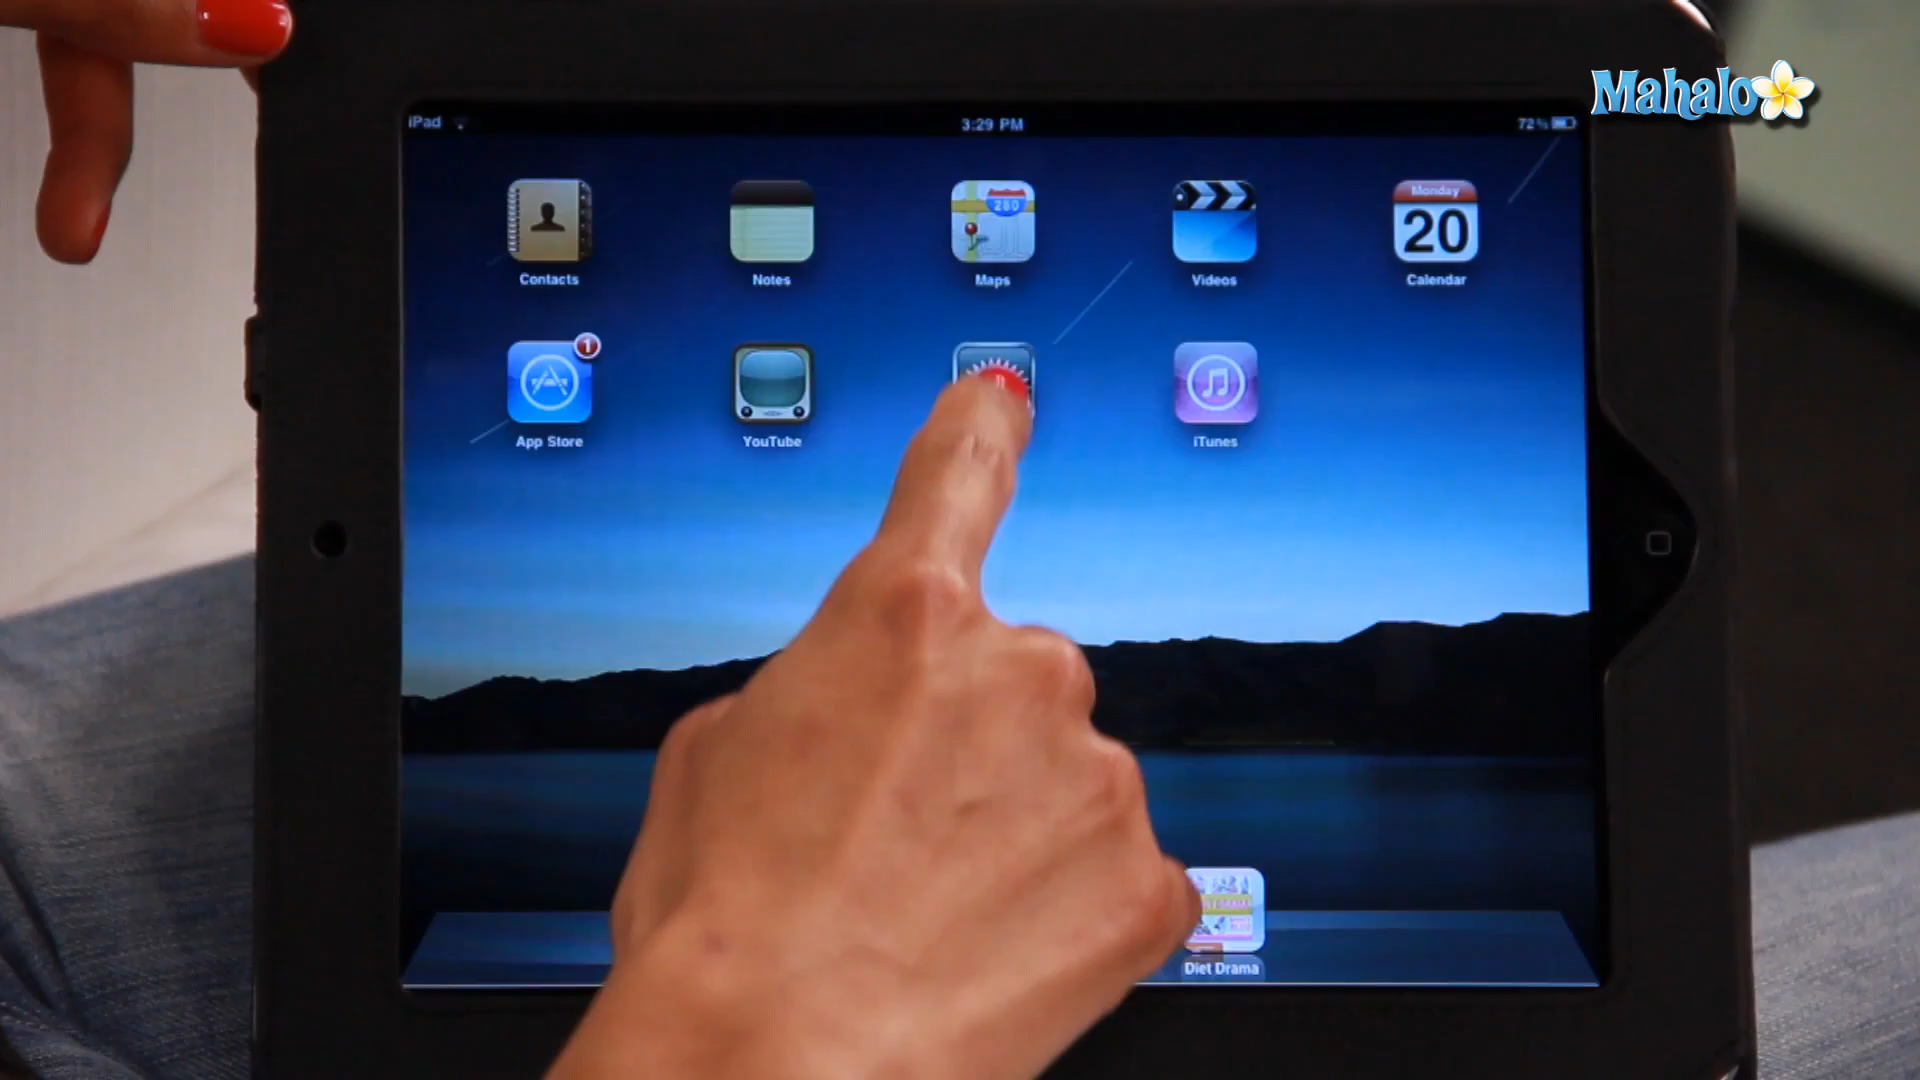 Mahalo
iPad 3:29 PM 72%
280
Monday
20
Contacts Notes Maps Videos Calendar
1
App Store YouTube iTunes
Diet Drama